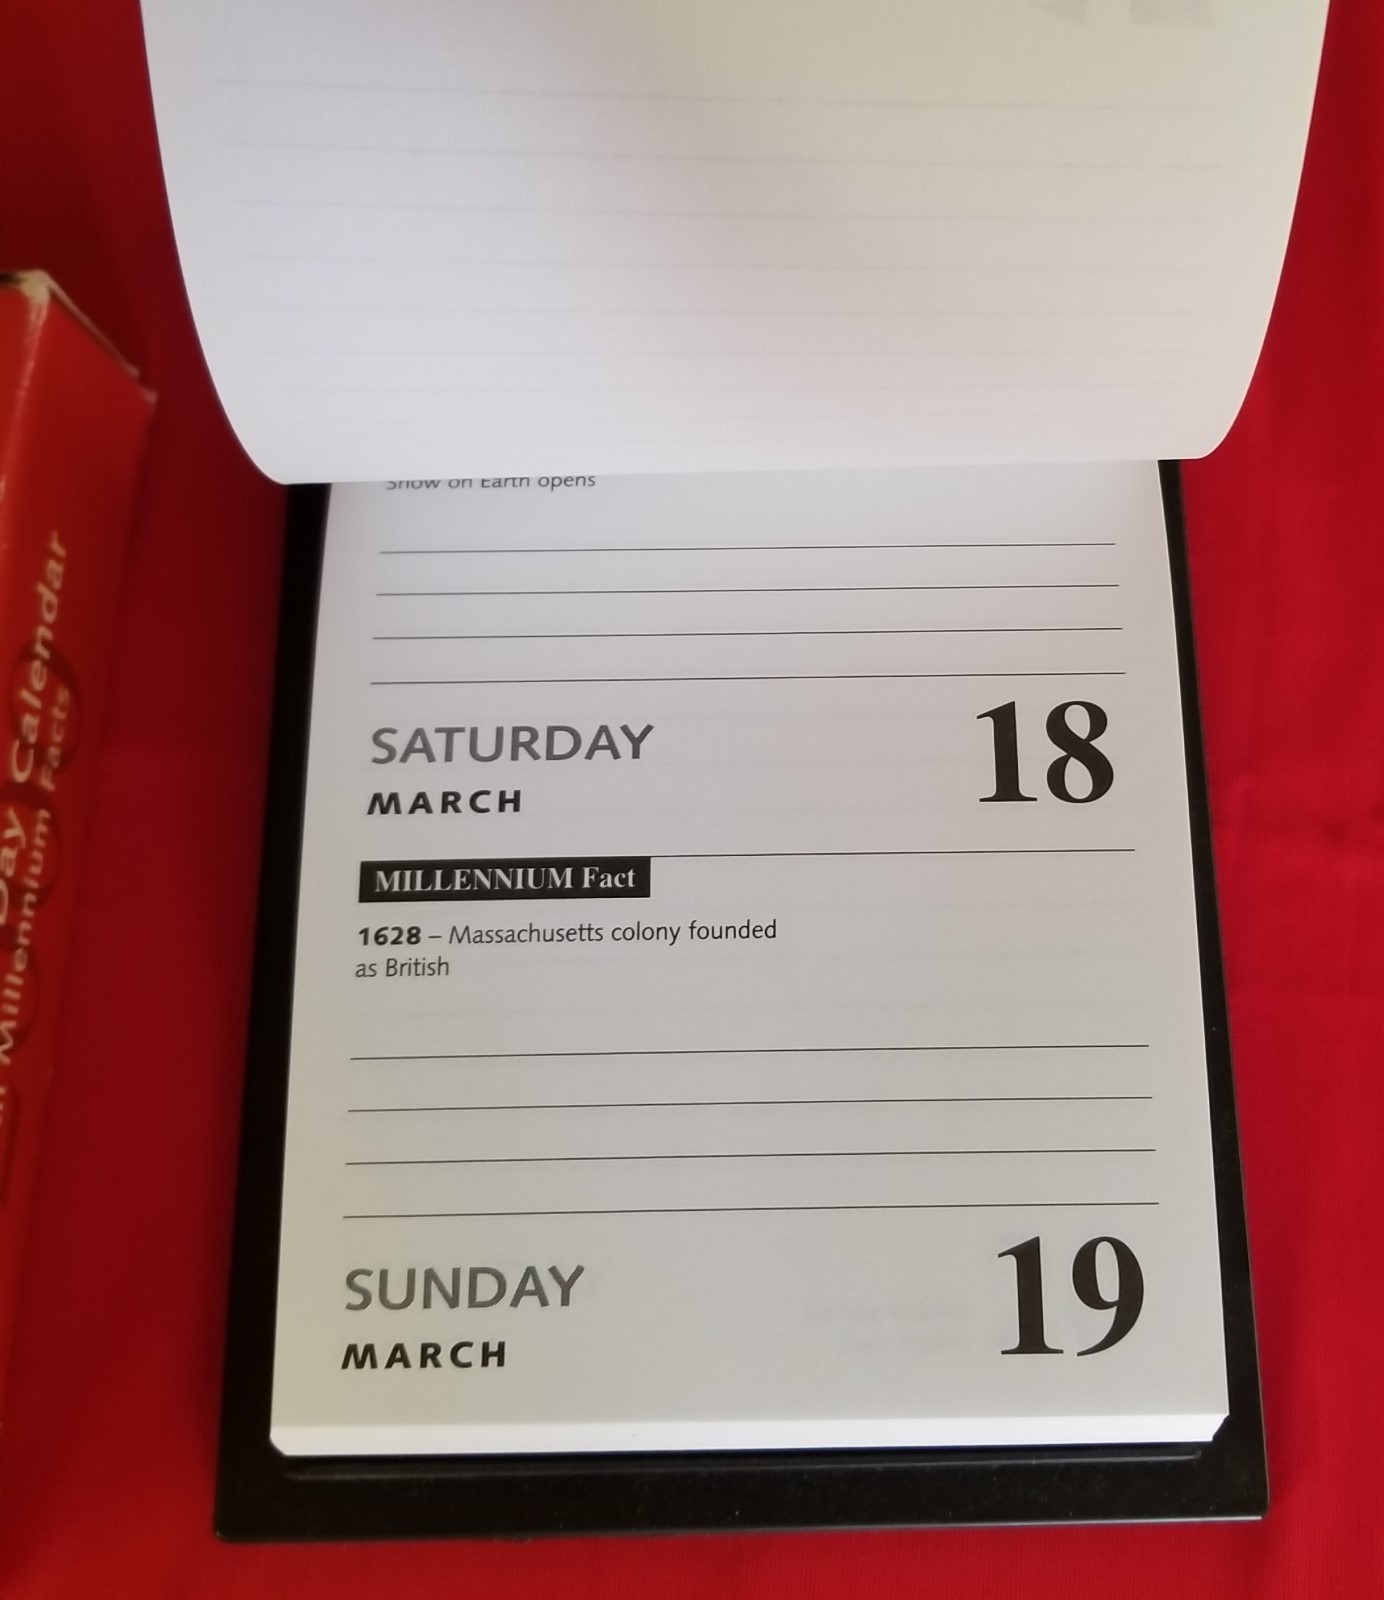 Show on Earth opens
SATURDAY
MARCH
18
MILLENNIUM Fact
1628 – Massachusetts colony founded
as British
SUNDAY
MARCH
19
Day Calendar
Millennium Facts